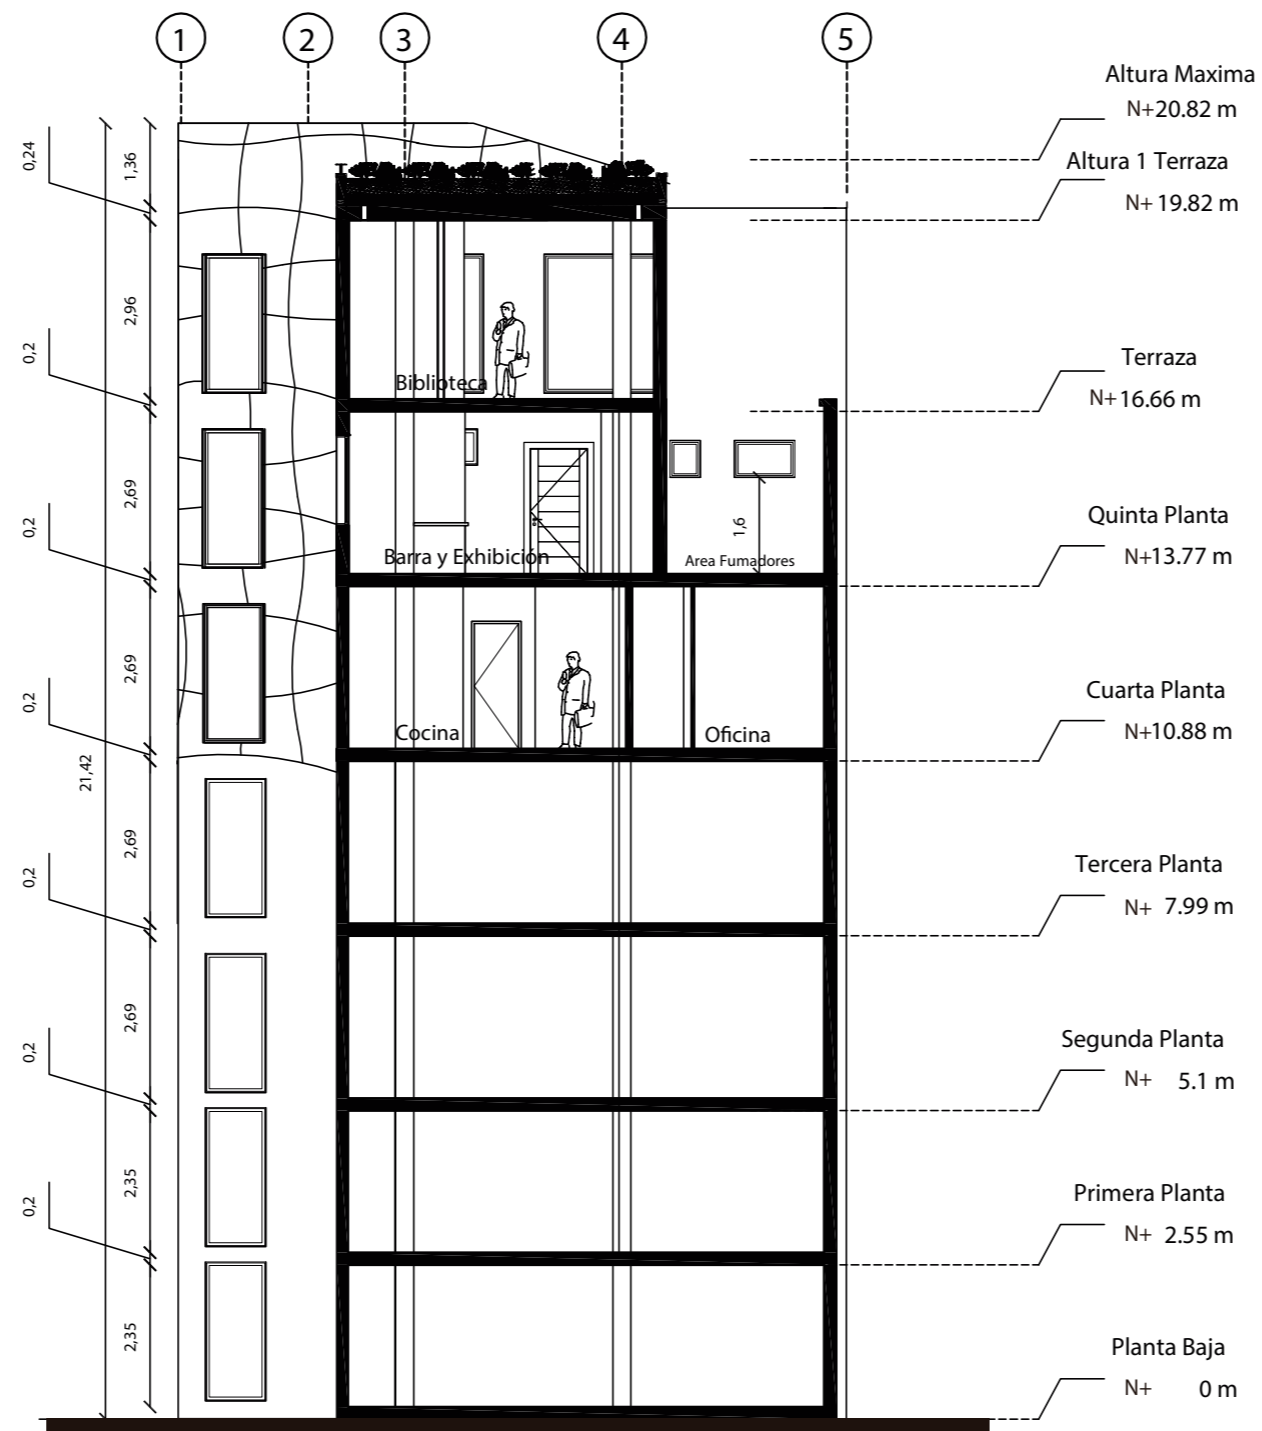 1 2 3 4 5
Altura Maxima
N+20.82 m
Altura 1 Terraza
N+ 19.82 m
Terraza
N+16.66 m
Quinta Planta
N+13.77 m
Cuarta Planta
N+10.88 m
Tercera Planta
N+ 7.99 m
Segunda Planta
N+ 5.1 m
Primera Planta
N+ 2.55 m
Planta Baja
N+ 0 m
0,24
1,36
2,96
0,2
2,69
0,2
2,69
0,2
21,42
2,69
0,2
2,69
0,2
2,35
0,2
2,35
Biblioteca
Barra y Exhibición
1,6
Area Fumadores
Cocina
Oficina